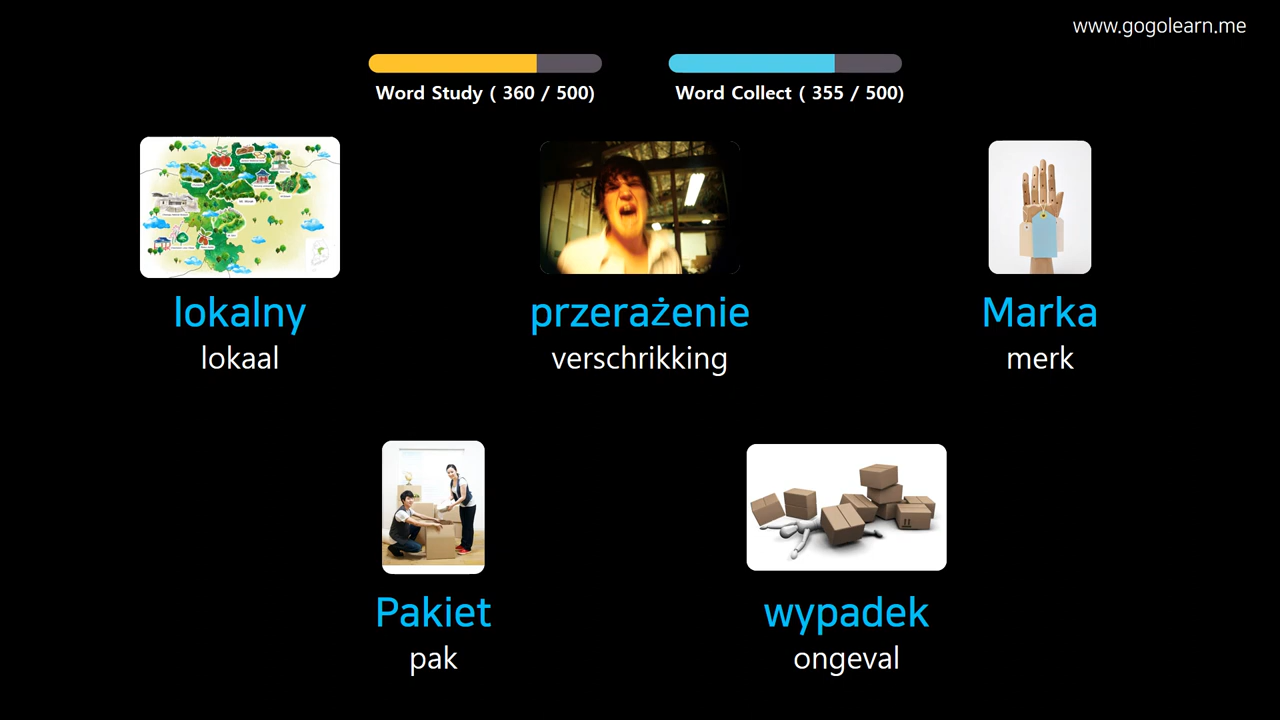 www.gogolearn.me
Word Study ( 360 / 500)
Word Collect ( 355 / 500)
lokalny
lokaal
przerażenie
verschrikking
Marka
merk
Pakiet
pak
wypadek
ongeval